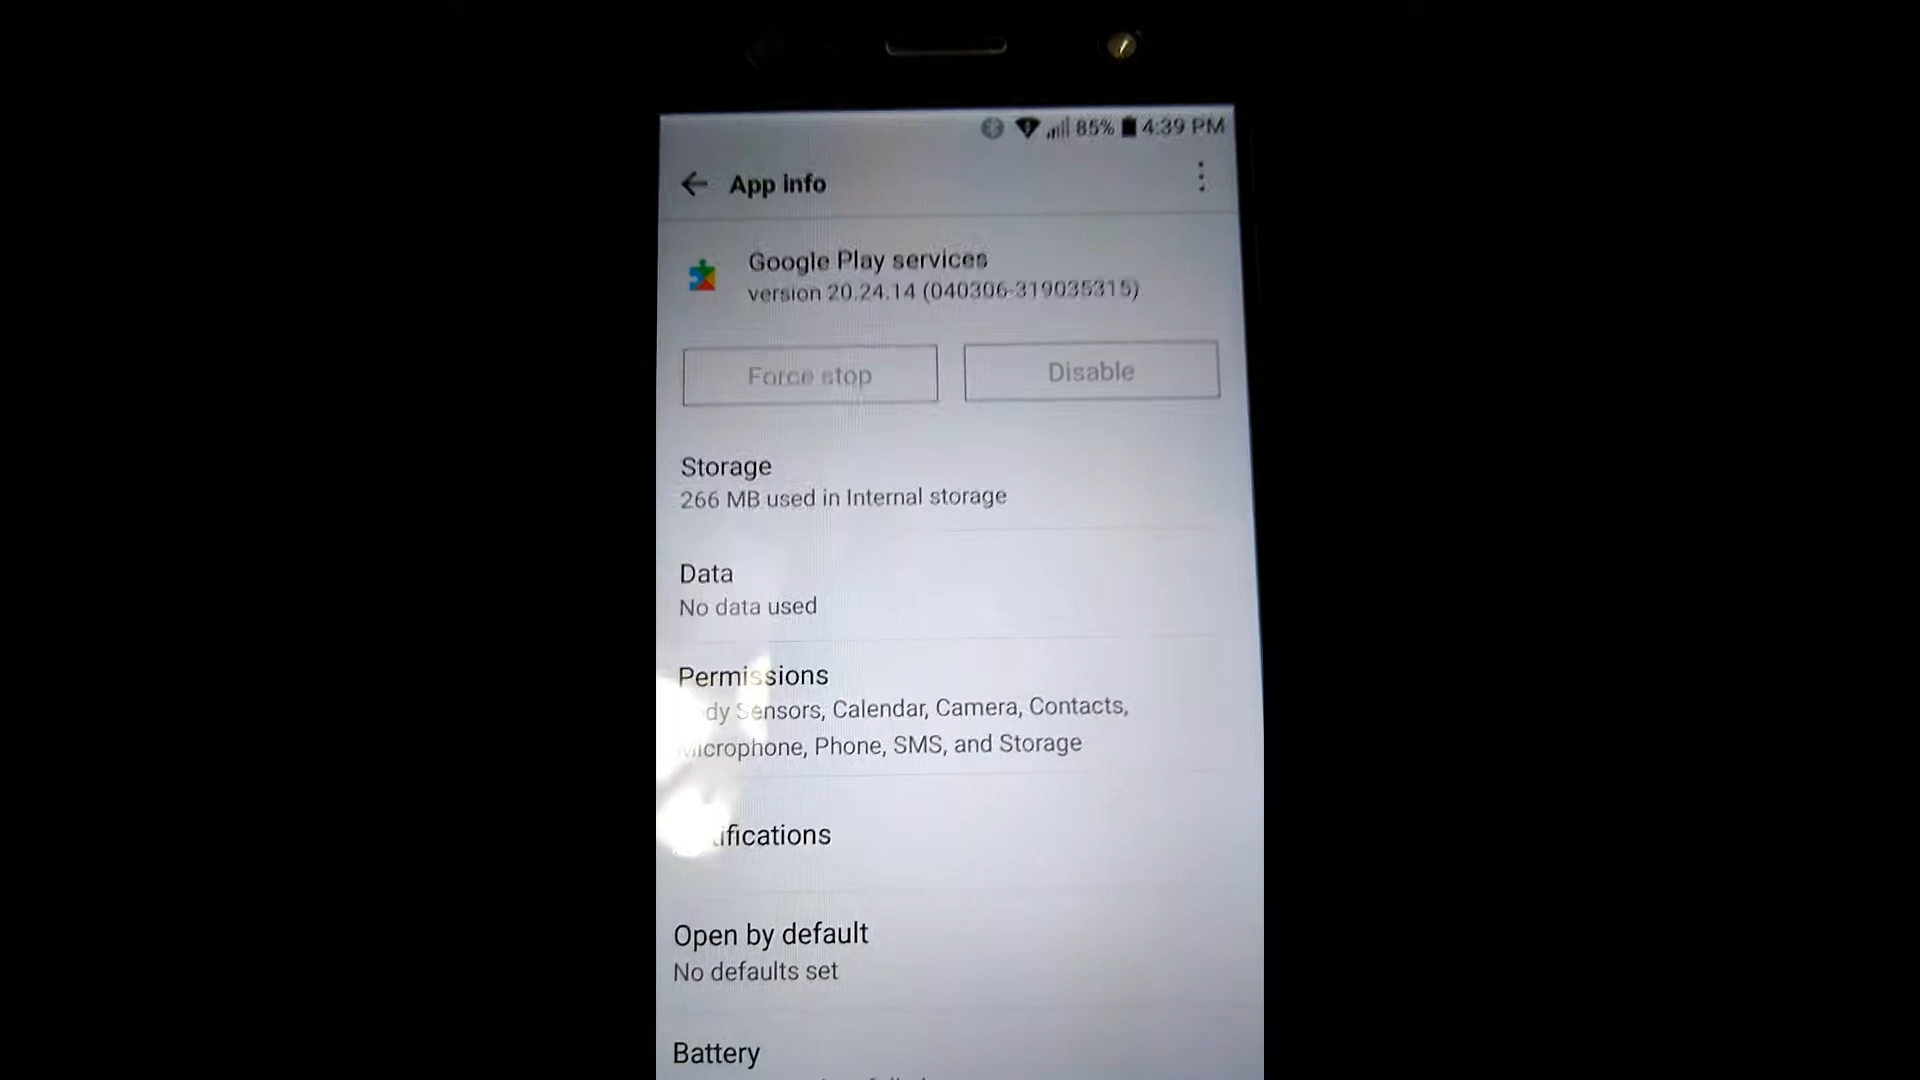 85% 4:39 PM
App info
Google Play services
version 20.24.14 (040306-319035315)
Force stop
Disable
Storage
266 MB used in Internal storage
Data
No data used
Permissions
dy Sensors, Calendar, Camera, Contacts,
Microphone, Phone, SMS, and Storage
ifications
Open by default
No defaults set
Battery